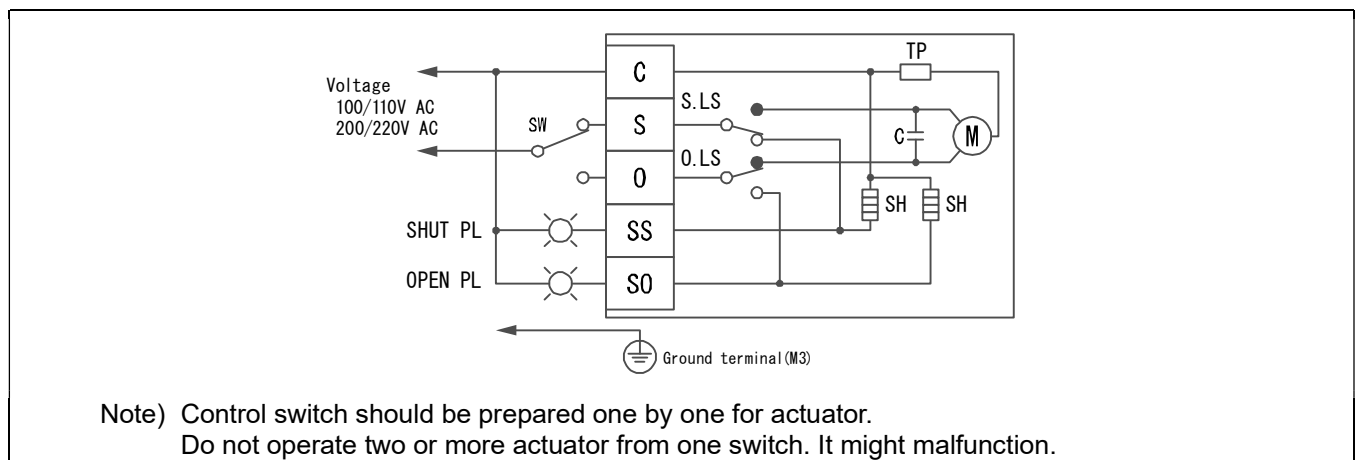 TP
C
Voltage
100/110V AC
200/220V AC
S.LS
SW
S
C
M
O.LS
O
SH
SH
SHUT PL
SS
OPEN PL
SO
Ground terminal(M3)
Note) Control switch should be prepared one by one for actuator.
Do not operate two or more actuator from one switch. It might malfunction.